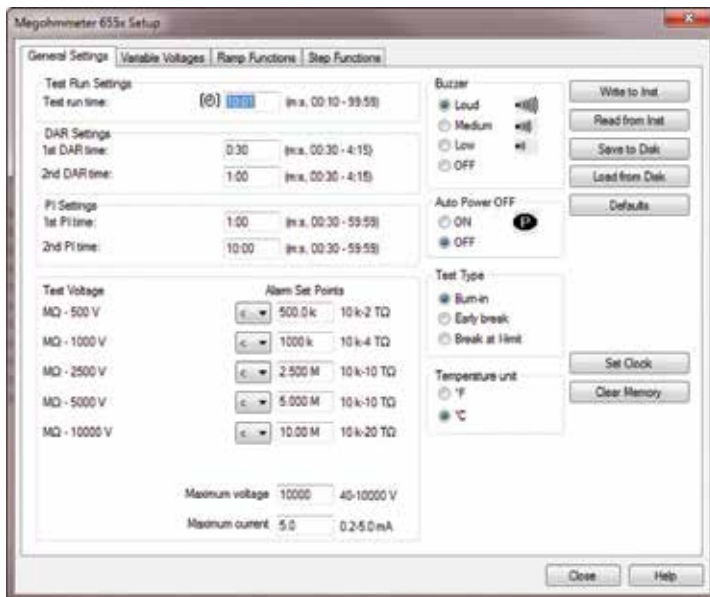 Megohmmeter 655x Setup
General Settings
Variable Voltages
Ramp Functions
Step Functions
Test Run Settings
Test run time: 10:01 (m:s, 00:10 - 99:59)
DAR Settings
1st DAR time: 0:30 (m:s, 00:30 - 4:15)
2nd DAR time: 1:00 (m:s, 00:30 - 4:15)
PI Settings
1st PI time: 1:00 (m:s, 00:30 - 59:59)
2nd PI time: 10:00 (m:s, 00:30 - 59:59)
Test Voltage Alarm Set Points
MΩ - 500 V < 500.0 k 10 k-2 TΩ
MΩ - 1000 V < 1000 k 10 k-4 TΩ
MΩ - 2500 V < 2.500 M 10 k-10 TΩ
MΩ - 5000 V < 5.000 M 10 k-10 TΩ
MΩ - 10000 V < 10.00 M 10 k-20 TΩ
Maximum voltage 10000 40-10000 V
Maximum current 5.0 0.2-5.0 mA
Buzzer
Loud
Medium
Low
OFF
Auto Power OFF
ON P
OFF
Test Type
Burn-in
Early break
Break at I-limit
Temperature unit
°F
°C
Write to Inst
Read from Inst
Save to Disk
Load from Disk
Defaults
Set Clock
Clear Memory
Close
Help